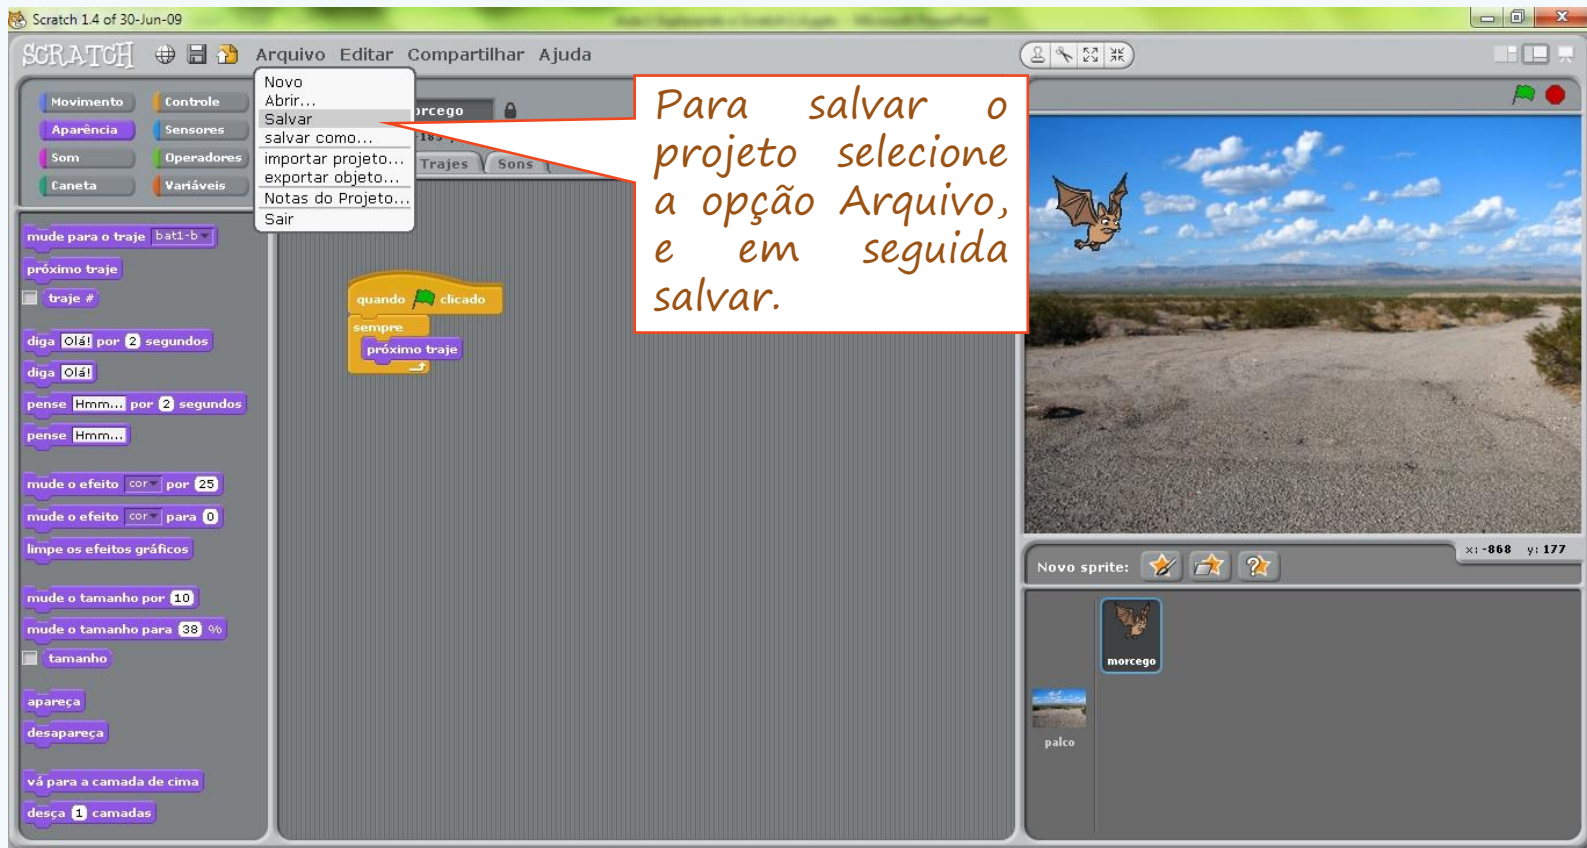 Scratch 1.4 of 30-Jun-09
SCRATCH Arquivo Editar Compartilhar Ajuda
Novo
Abrir...
Salvar
salvar como...
importar projeto...
exportar objeto...
Notas do Projeto...
Sair
Movimento Controle
Aparência Sensores
Som Operadores
Caneta Variáveis
Trajes Sons
Para salvar o
projeto selecione
a opção Arquivo,
e em seguida
salvar.
mude para o traje bat1-b
próximo traje
traje #
diga Olá! por 2 segundos
diga Olá!
pense Hmm... por 2 segundos
pense Hmm...
mude o efeito cor por 25
mude o efeito cor para 0
limpe os efeitos gráficos
mude o tamanho por 10
mude o tamanho para 38 %
tamanho
apareça
desapareça
vá para a camada de cima
desça 1 camadas
quando clicado
sempre
próximo traje
x: -868 y: 177
Novo sprite:
morcego
palco